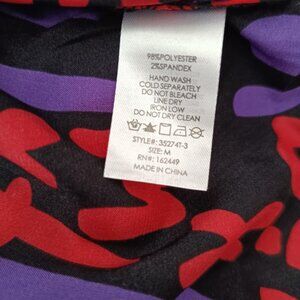 98%POLYESTER
2%SPANDEX
HAND WASH
COLD SEPARATELY
DO NOT BLEACH
LINE DRY
IRON LOW
DO NOT DRY CLEAN
STYLE#: 35274T-3
SIZE: M
RN#: 162449
MADE IN CHINA